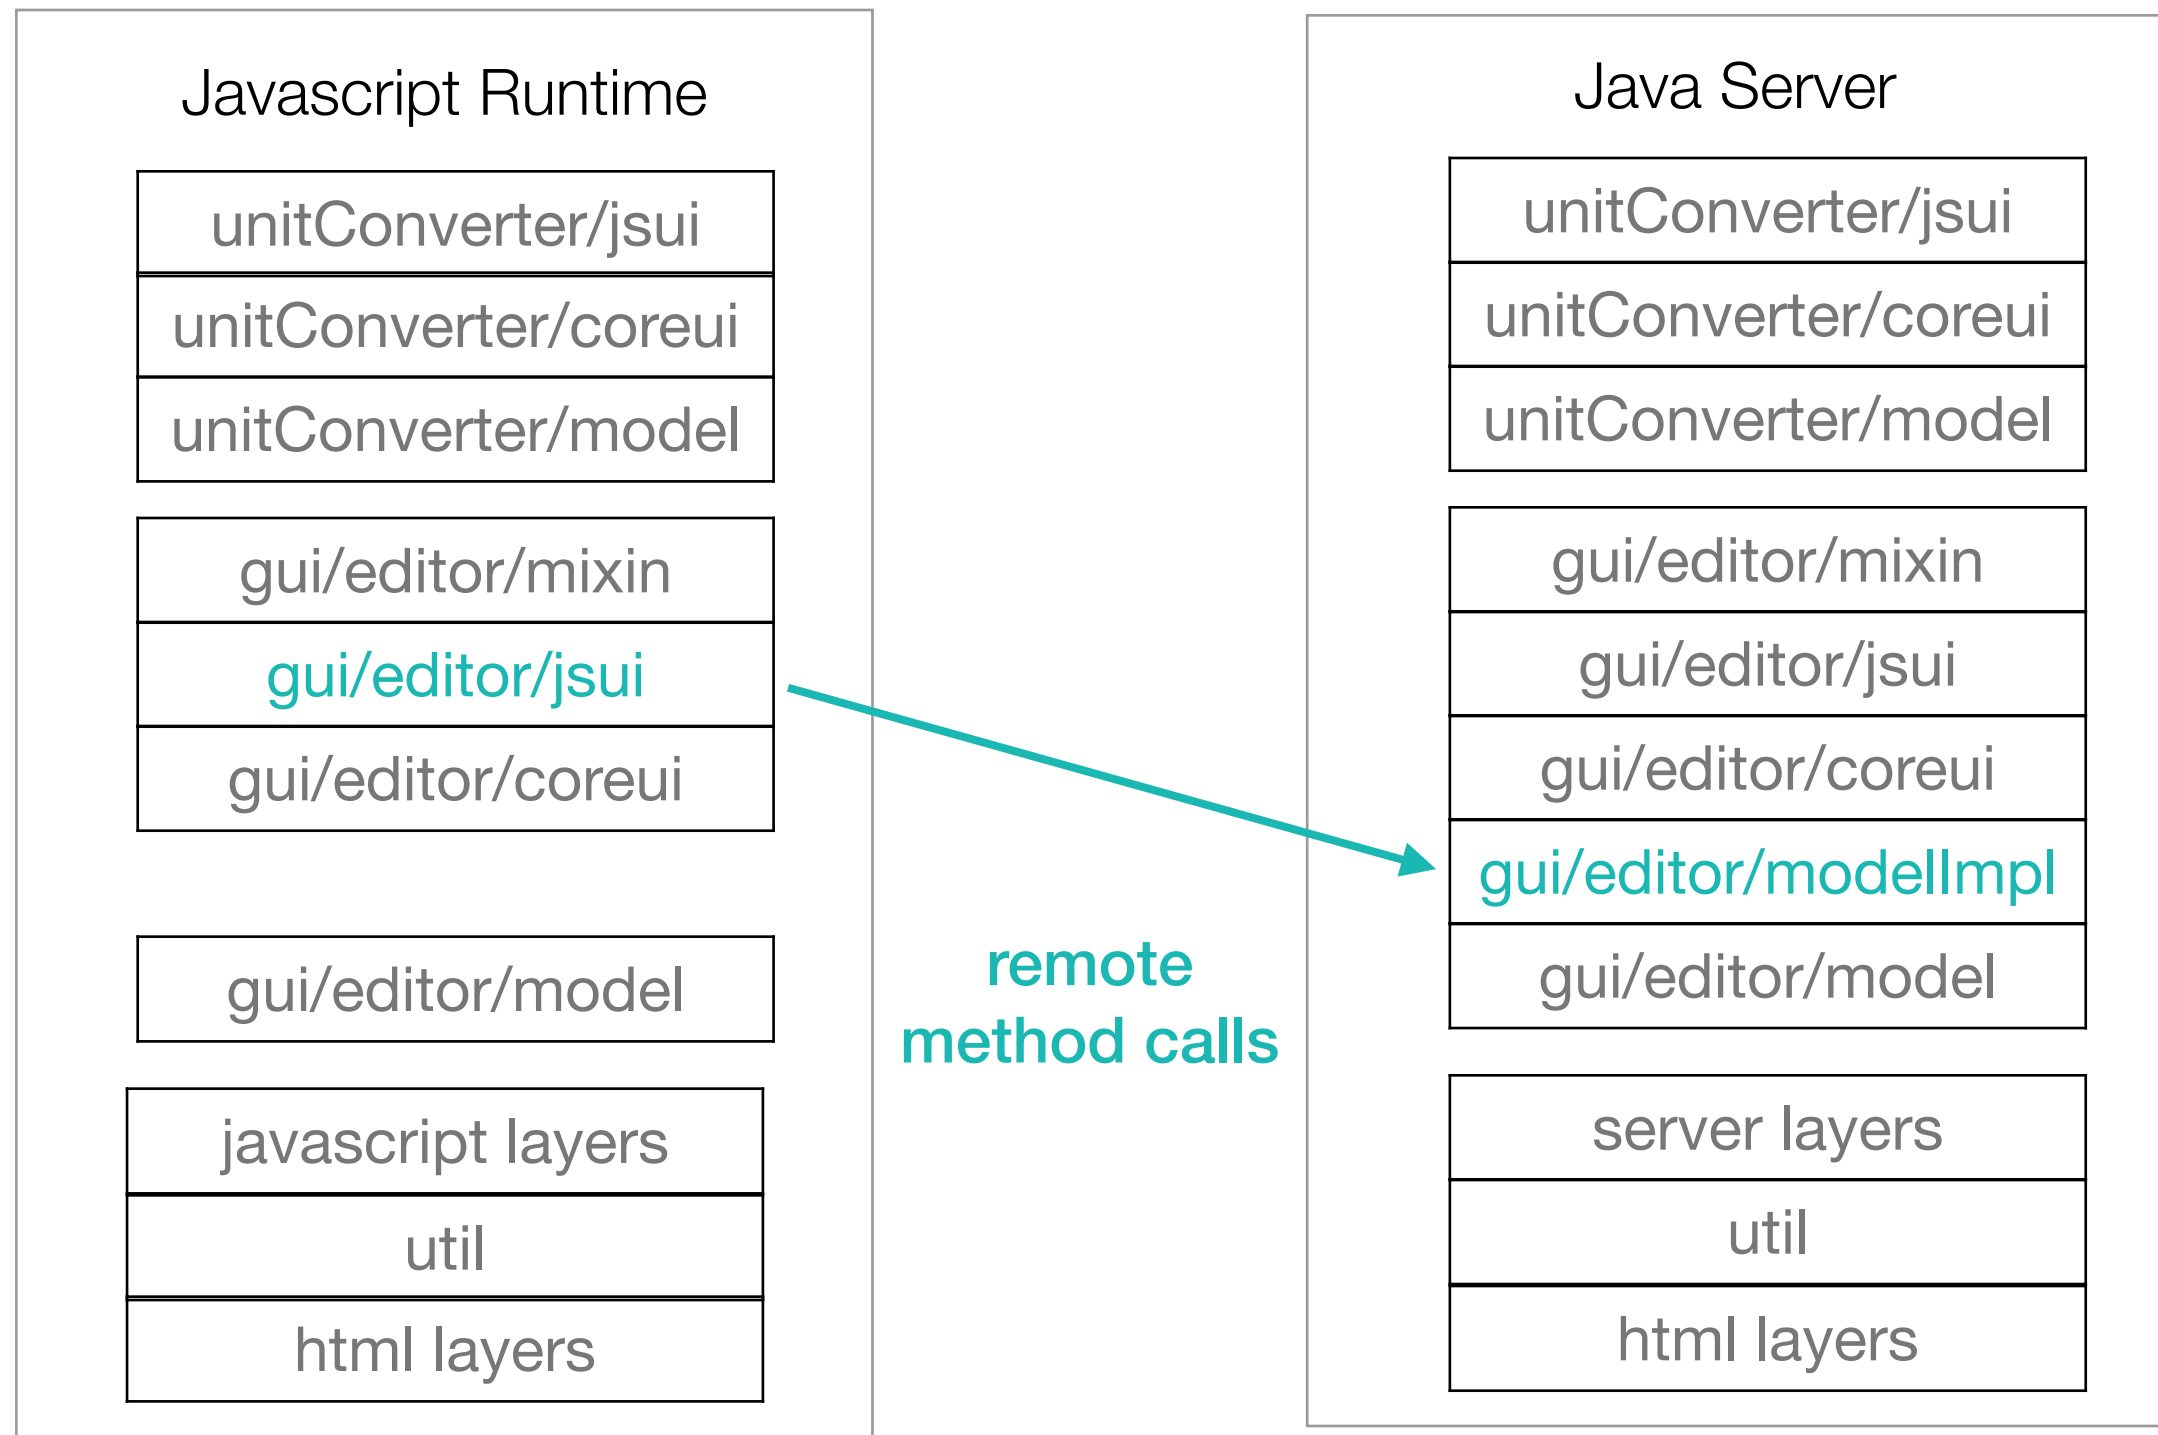 Javascript Runtime
unitConverter/jsui
unitConverter/coreui
unitConverter/model
gui/editor/mixin
gui/editor/jsui
gui/editor/coreui
gui/editor/model
javascript layers
util
html layers
remote
method calls
Java Server
unitConverter/jsui
unitConverter/coreui
unitConverter/model
gui/editor/mixin
gui/editor/jsui
gui/editor/coreui
gui/editor/modelImpl
gui/editor/model
server layers
util
html layers